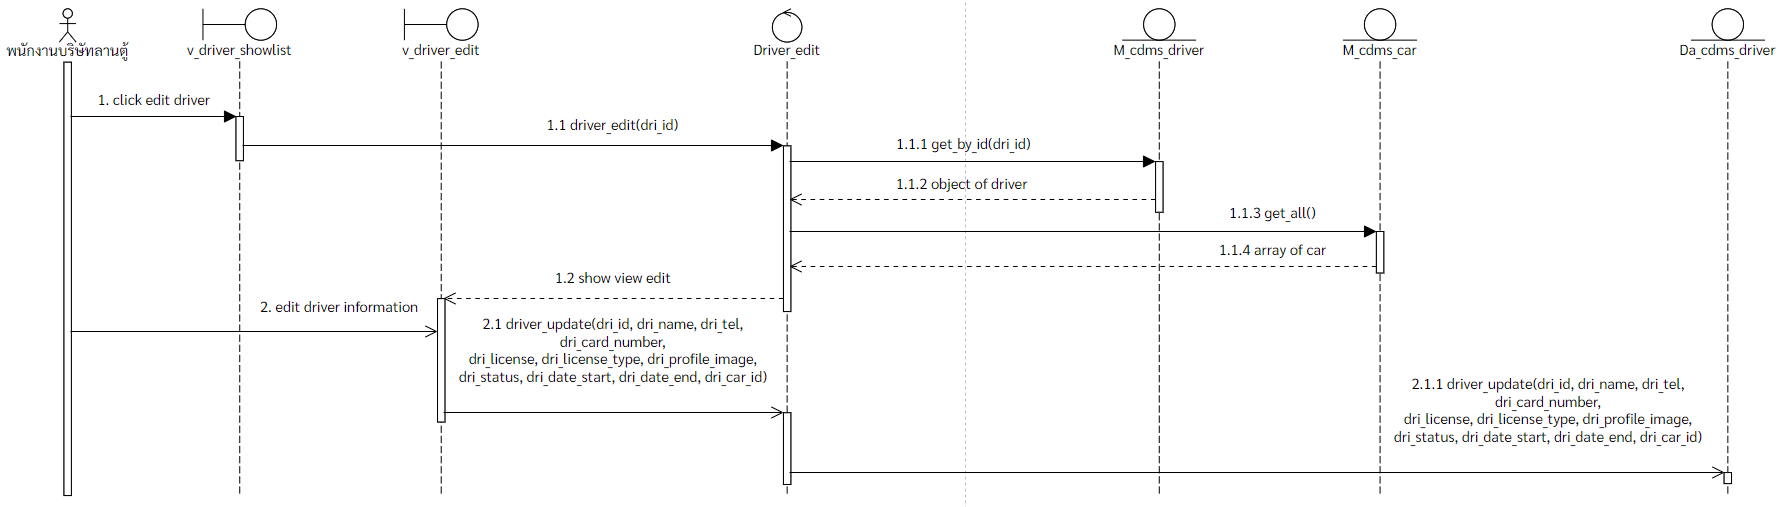 พนักงานบริษัทลานตู้
v_driver_showlist
v_driver_edit
Driver_edit
M_cdms_driver
M_cdms_car
Da_cdms_driver
1. click edit driver
1.1 driver_edit(dri_id)
1.1.1 get_by_id(dri_id)
1.1.2 object of driver
1.1.3 get_all()
1.1.4 array of car
1.2 show view edit
2. edit driver information
2.1 driver_update(dri_id, dri_name, dri_tel,
dri_card_number,
dri_license, dri_license_type, dri_profile_image,
dri_status, dri_date_start, dri_date_end, dri_car_id)
2.1.1 driver_update(dri_id, dri_name, dri_tel,
dri_card_number,
dri_license, dri_license_type, dri_profile_image,
dri_status, dri_date_start, dri_date_end, dri_car_id)